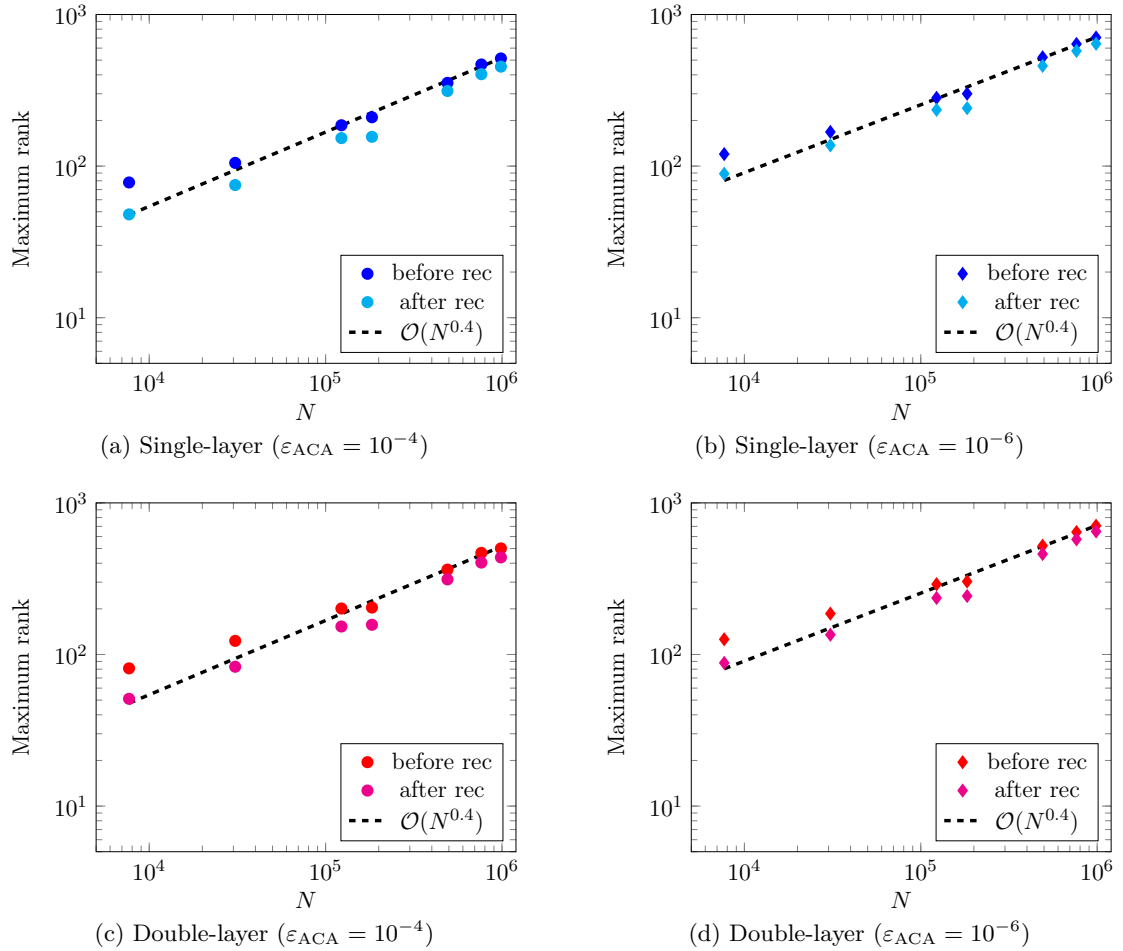 10^3
10^2
10^1
Maximum rank
before rec
after rec
𝒪(N^0.4)
10^4
10^5
10^6
N
(a) Single-layer (ε_ACA = 10^−4)
10^3
10^2
10^1
Maximum rank
before rec
after rec
𝒪(N^0.4)
10^4
10^5
10^6
N
(b) Single-layer (ε_ACA = 10^−6)
10^3
10^2
10^1
Maximum rank
before rec
after rec
𝒪(N^0.4)
10^4
10^5
10^6
N
(c) Double-layer (ε_ACA = 10^−4)
10^3
10^2
10^1
Maximum rank
before rec
after rec
𝒪(N^0.4)
10^4
10^5
10^6
N
(d) Double-layer (ε_ACA = 10^−6)